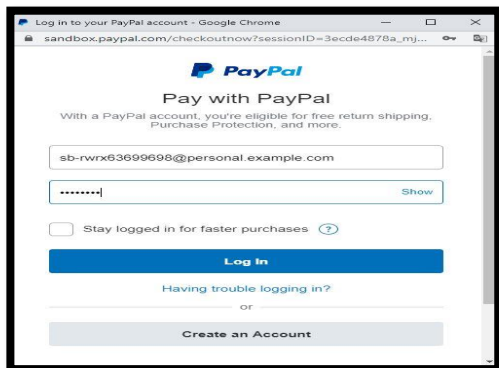 Log in to your PayPal account - Google Chrome
sandbox.paypal.com/checkoutnow?sessionID=3ecde4878a_mj...
PayPal
Pay with PayPal
With a PayPal account, you're eligible for free return shipping,
Purchase Protection, and more.
sb-rwrx63699698@personal.example.com
••••••••
Show
Stay logged in for faster purchases ?
Log In
Having trouble logging in?
or
Create an Account